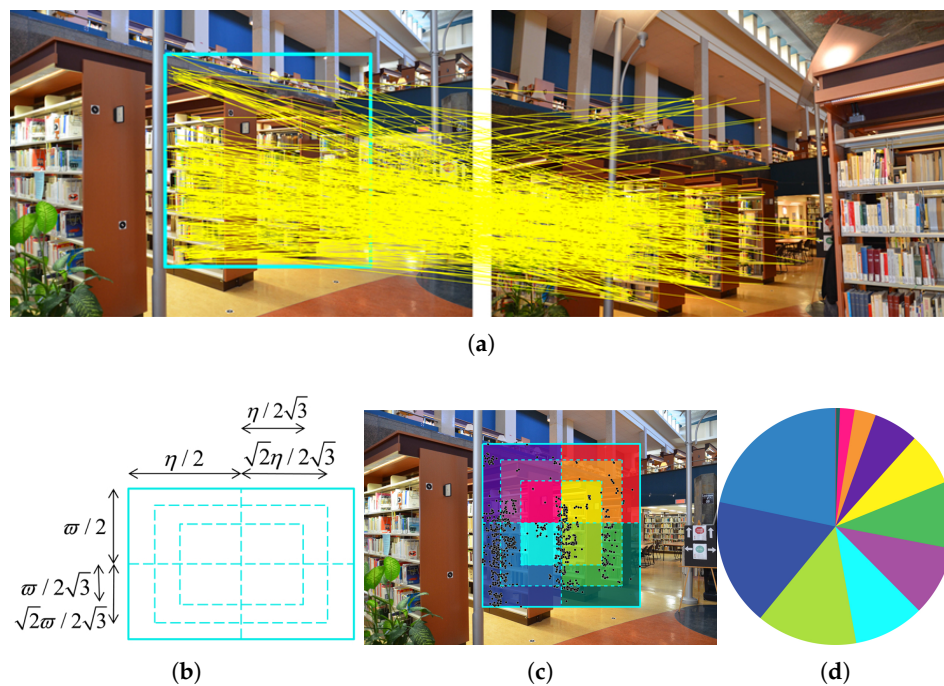 (a)
η / 2√3
η / 2
√2η / 2√3
ϖ / 2
ϖ / 2√3
√2ϖ / 2√3
(b)
(c)
(d)